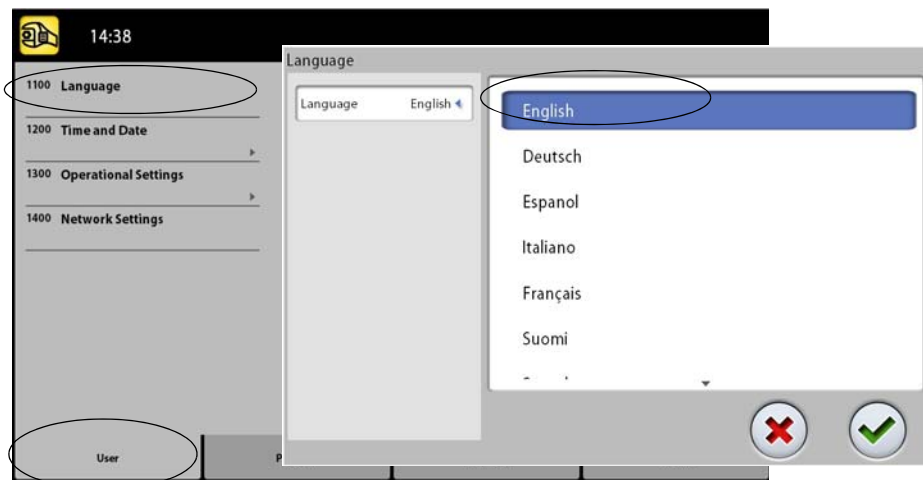 14:38
1100 Language
1200 Time and Date
1300 Operational Settings
1400 Network Settings
User
Language
Language English
English
Deutsch
Espanol
Italiano
Français
Suomi